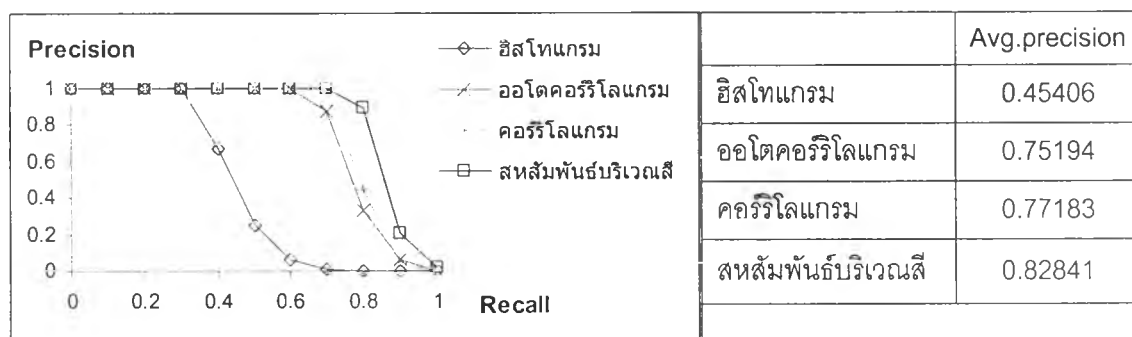 Precision
1
0.8
0.6
0.4
0.2
0
0 0.2 0.4 0.6 0.8 1
Recall
ฮิสโทแกรม
ออโตคอร์ริโลแกรม
คอร์ริโลแกรม
สหสัมพันธ์บริเวณสี
Avg.precision
ฮิสโทแกรม 0.45406
ออโตคอร์ริโลแกรม 0.75194
คอร์ริโลแกรม 0.77183
สหสัมพันธ์บริเวณสี 0.82841